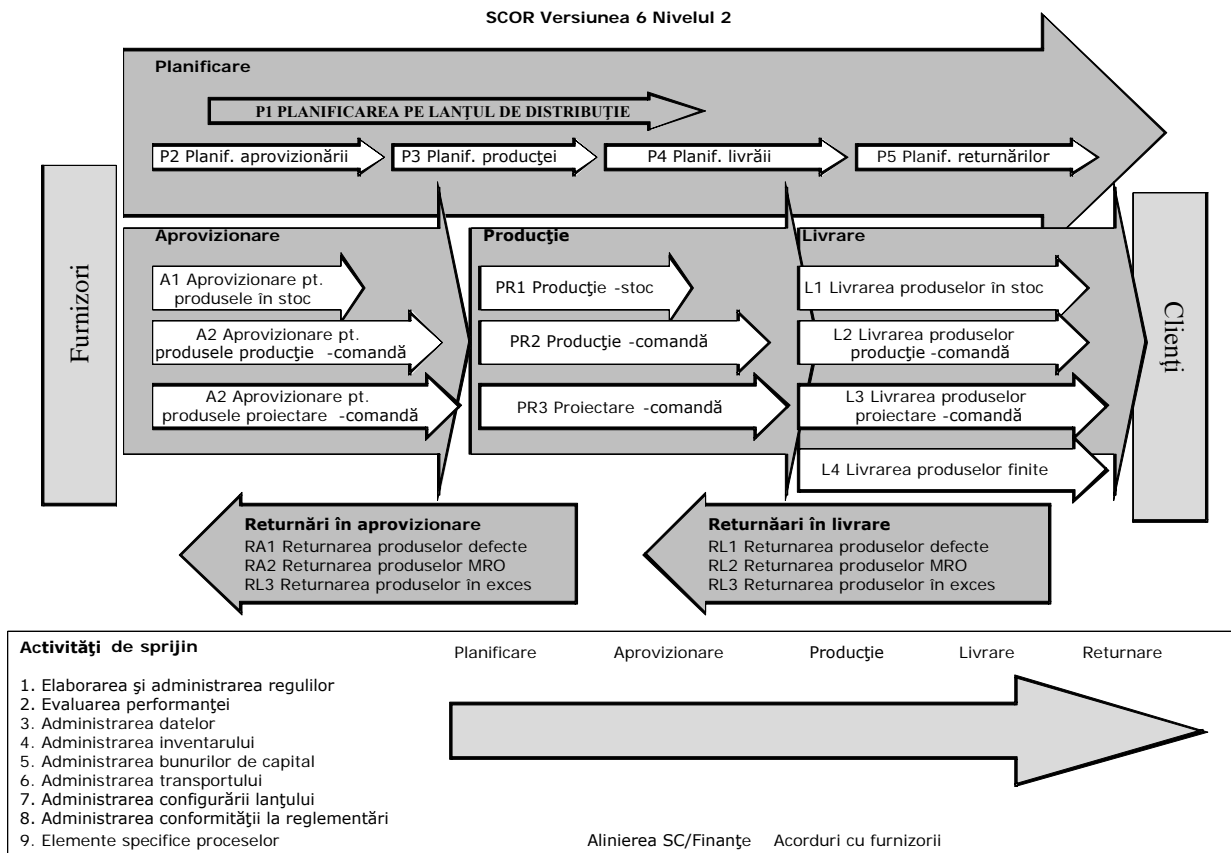 SCOR Versiunea 6 Nivelul 2
Planificare
P1 PLANIFICAREA PE LANŢUL DE DISTRIBUŢIE
P2 Planif. aprovizionării
P3 Planif. producţei
P4 Planif. livrăii
P5 Planif. returnărilor
Furnizori
Aprovizionare
A1 Aprovizionare pt.
produsele în stoc
A2 Aprovizionare pt.
produsele producţie -comandă
A2 Aprovizionare pt.
produsele proiectare -comandă
Producţie
PR1 Producţie -stoc
PR2 Producţie -comandă
PR3 Proiectare -comandă
Livrare
L1 Livrarea produselor în stoc
L2 Livrarea produselor
producţie -comandă
L3 Livrarea produselor
proiectare -comandă
L4 Livrarea produselor finite
Clienţi
Returnări în aprovizionare
RA1 Returnarea produselor defecte
RA2 Returnarea produselor MRO
RL3 Returnarea produselor în exces
Returnăari în livrare
RL1 Returnarea produselor defecte
RL2 Returnarea produselor MRO
RL3 Returnarea produselor în exces
Activităţi de sprijin
Planificare Aprovizionare Producţie Livrare Returnare
1. Elaborarea şi administrarea regulilor
2. Evaluarea performanţei
3. Administrarea datelor
4. Administrarea inventarului
5. Administrarea bunurilor de capital
6. Administrarea transportului
7. Administrarea configurării lanţului
8. Administrarea conformităţii la reglementări
9. Elemente specifice proceselor
Alinierea SC/Finanţe Acorduri cu furnizorii